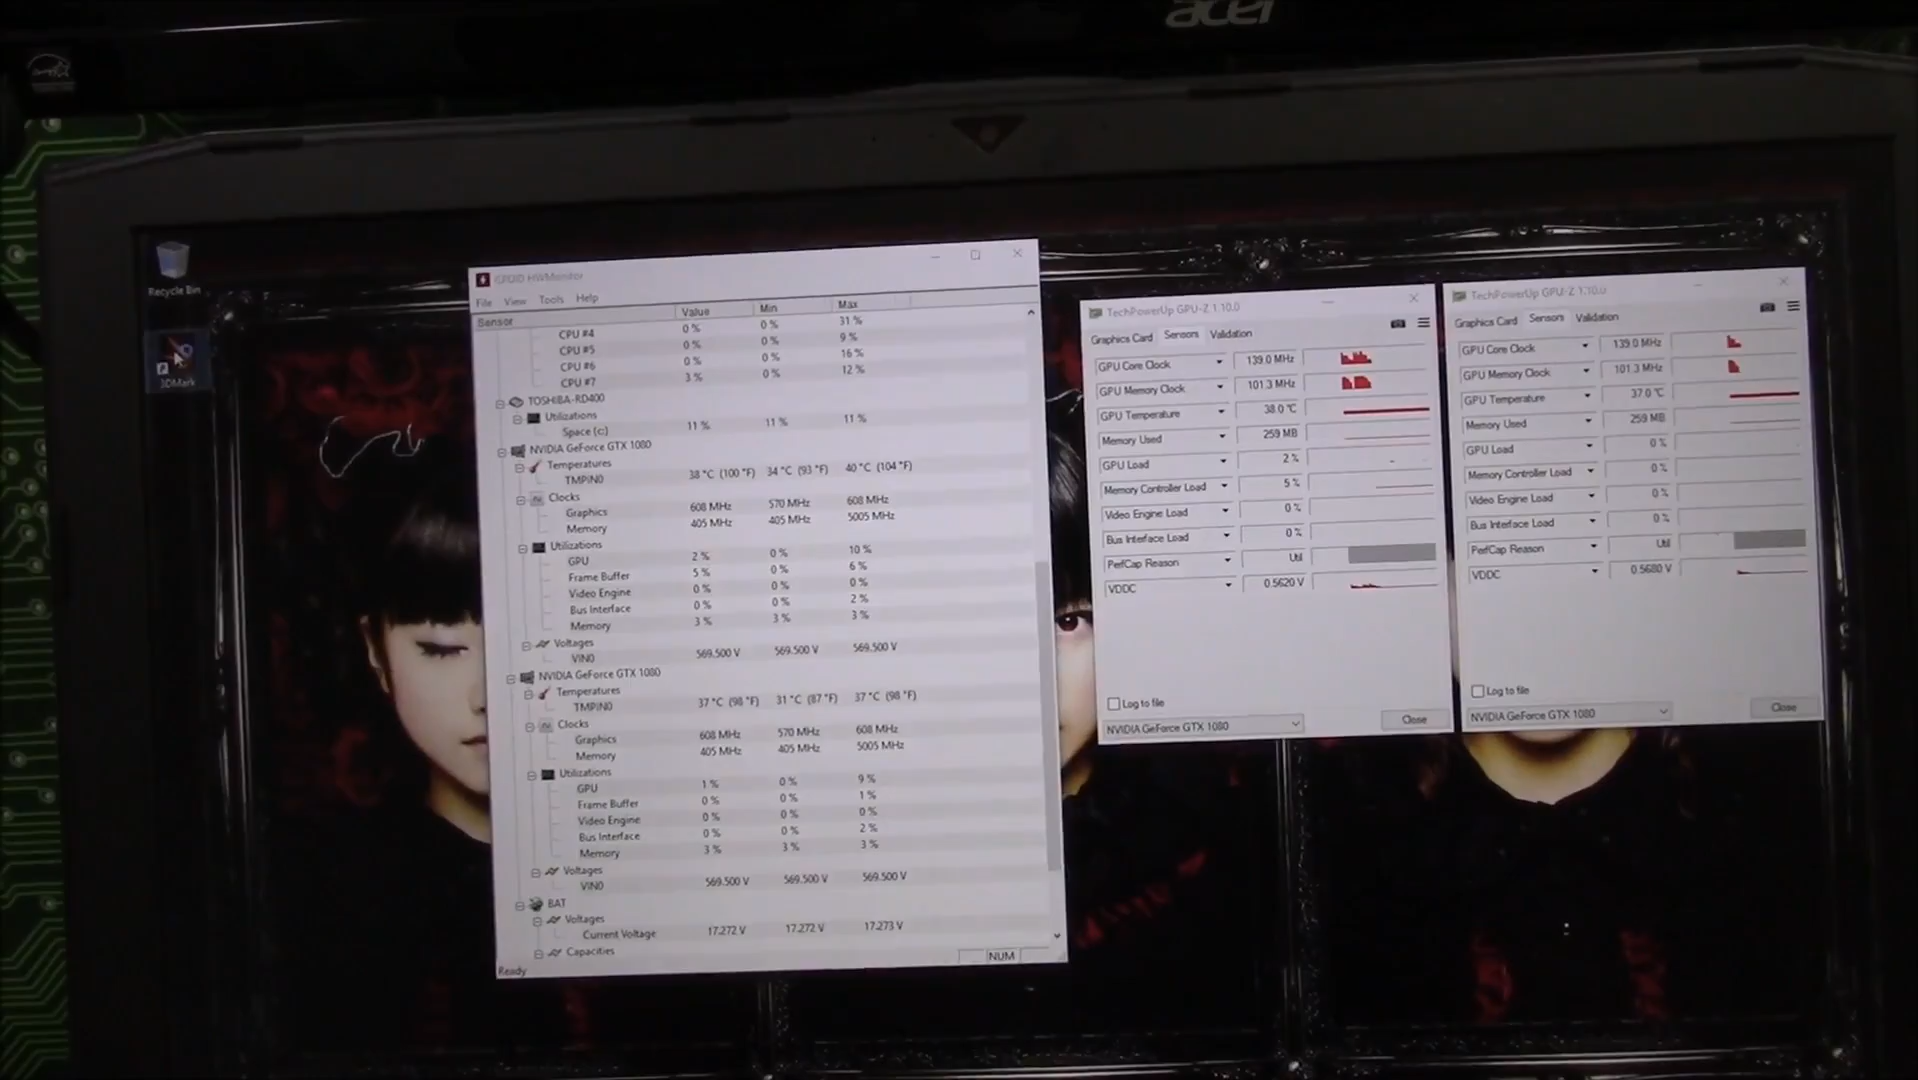 acer
Recycle Bin
3DMark
CPUID HWMonitor
File View Tools Help
Sensor Value Min Max
CPU #4 0 % 0 % 31 %
CPU #5 0 % 0 % 9 %
CPU #6 0 % 0 % 16 %
CPU #7 3 % 0 % 12 %
TOSHIBA-RD400
Utilizations
Space (c:) 11 % 11 % 11 %
NVIDIA GeForce GTX 1080
Temperatures
TMPIN0 38 °C (100 °F) 34 °C (93 °F) 40 °C (104 °F)
Clocks
Graphics 608 MHz 570 MHz 608 MHz
Memory 405 MHz 405 MHz 5005 MHz
Utilizations
GPU 2 % 0 % 10 %
Frame Buffer 5 % 0 % 6 %
Video Engine 0 % 0 % 0 %
Bus Interface 0 % 0 % 2 %
Memory 3 % 3 % 3 %
Voltages
VIN0 569.500 V 569.500 V 569.500 V
NVIDIA GeForce GTX 1080
Temperatures
TMPIN0 37 °C (98 °F) 31 °C (87 °F) 37 °C (98 °F)
Clocks
Graphics 608 MHz 570 MHz 608 MHz
Memory 405 MHz 405 MHz 5005 MHz
Utilizations
GPU 1 % 0 % 9 %
Frame Buffer 0 % 0 % 1 %
Video Engine 0 % 0 % 0 %
Bus Interface 0 % 0 % 2 %
Memory 3 % 3 % 3 %
Voltages
VIN0 569.500 V 569.500 V 569.500 V
BAT
Voltages
Current Voltage 17.272 V 17.272 V 17.273 V
Capacities
Ready NUM
TechPowerUp GPU-Z 1.10.0
Graphics Card Sensors Validation
GPU Core Clock 139.0 MHz
GPU Memory Clock 101.3 MHz
GPU Temperature 38.0 °C
Memory Used 259 MB
GPU Load 2 %
Memory Controller Load 5 %
Video Engine Load 0 %
Bus Interface Load 0 %
PerfCap Reason Util
VDDC 0.5620 V
Log to file
NVIDIA GeForce GTX 1080 Close
TechPowerUp GPU-Z 1.10.0
Graphics Card Sensors Validation
GPU Core Clock 139.0 MHz
GPU Memory Clock 101.3 MHz
GPU Temperature 37.0 °C
Memory Used 259 MB
GPU Load 0 %
Memory Controller Load 0 %
Video Engine Load 0 %
Bus Interface Load 0 %
PerfCap Reason Util
VDDC 0.5680 V
Log to file
NVIDIA GeForce GTX 1080 Close